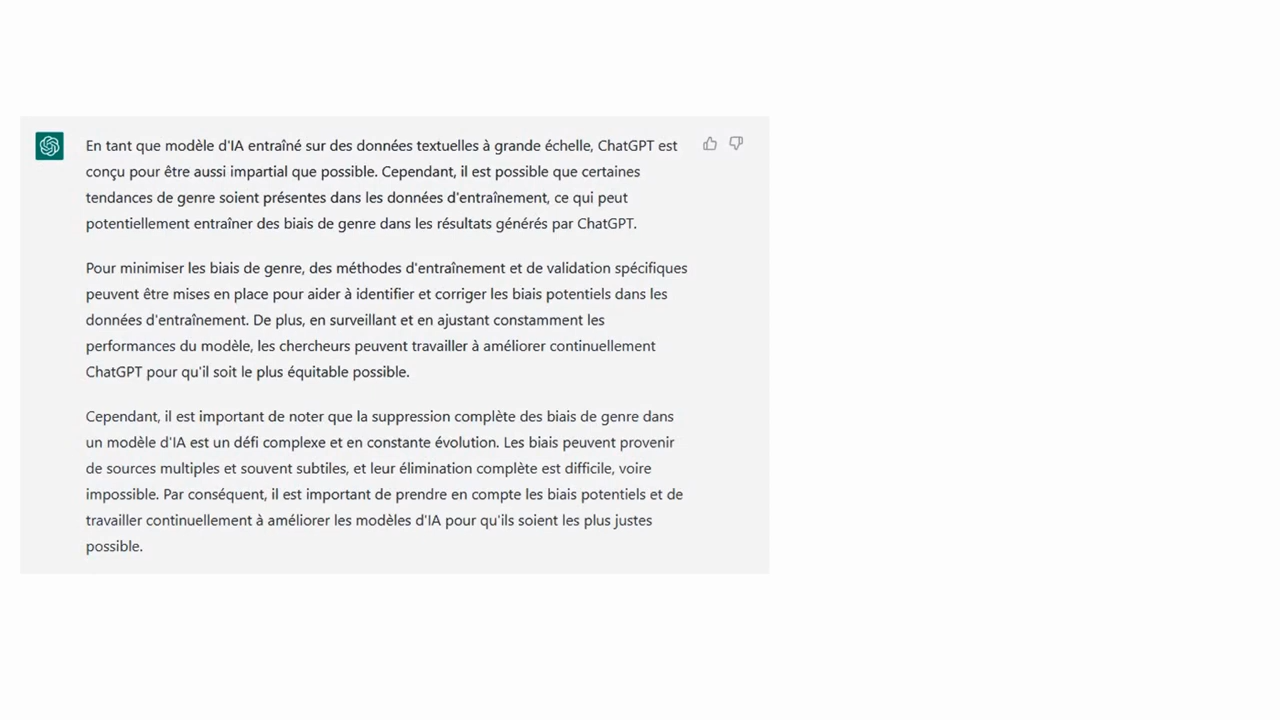 En tant que modèle d'IA entraîné sur des données textuelles à grande échelle, ChatGPT est
conçu pour être aussi impartial que possible. Cependant, il est possible que certaines
tendances de genre soient présentes dans les données d'entraînement, ce qui peut
potentiellement entraîner des biais de genre dans les résultats générés par ChatGPT.
Pour minimiser les biais de genre, des méthodes d'entraînement et de validation spécifiques
peuvent être mises en place pour aider à identifier et corriger les biais potentiels dans les
données d'entraînement. De plus, en surveillant et en ajustant constamment les
performances du modèle, les chercheurs peuvent travailler à améliorer continuellement
ChatGPT pour qu'il soit le plus équitable possible.
Cependant, il est important de noter que la suppression complète des biais de genre dans
un modèle d'IA est un défi complexe et en constante évolution. Les biais peuvent provenir
de sources multiples et souvent subtiles, et leur élimination complète est difficile, voire
impossible. Par conséquent, il est important de prendre en compte les biais potentiels et de
travailler continuellement à améliorer les modèles d'IA pour qu'ils soient les plus justes
possible.